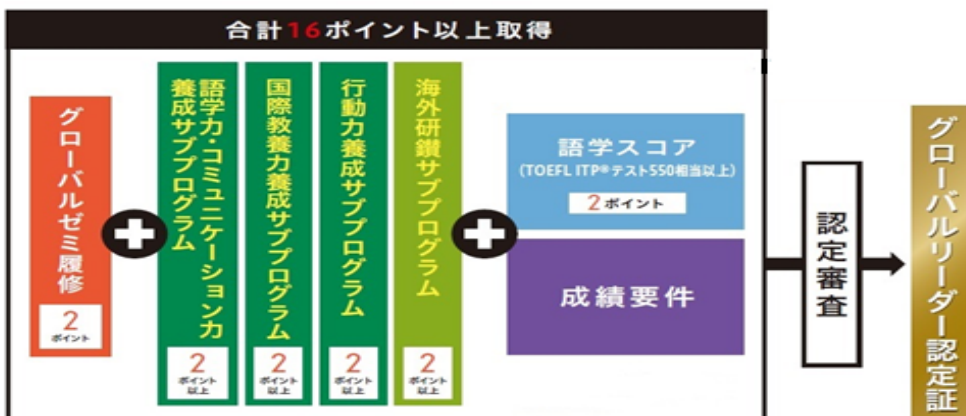 合計16ポイント以上取得
グローバルゼミ履修
2
ポイント
語学力・コミュニケーション力
養成サブプログラム
2
ポイント
以上
国際教養力養成サブプログラム
2
ポイント
以上
行動力養成サブプログラム
2
ポイント
以上
海外研鑽サブプログラム
2
ポイント
以上
語学スコア
(TOEFL ITP®テスト550相当以上)
2ポイント
成績要件
認定審査
グローバルリーダー認定証